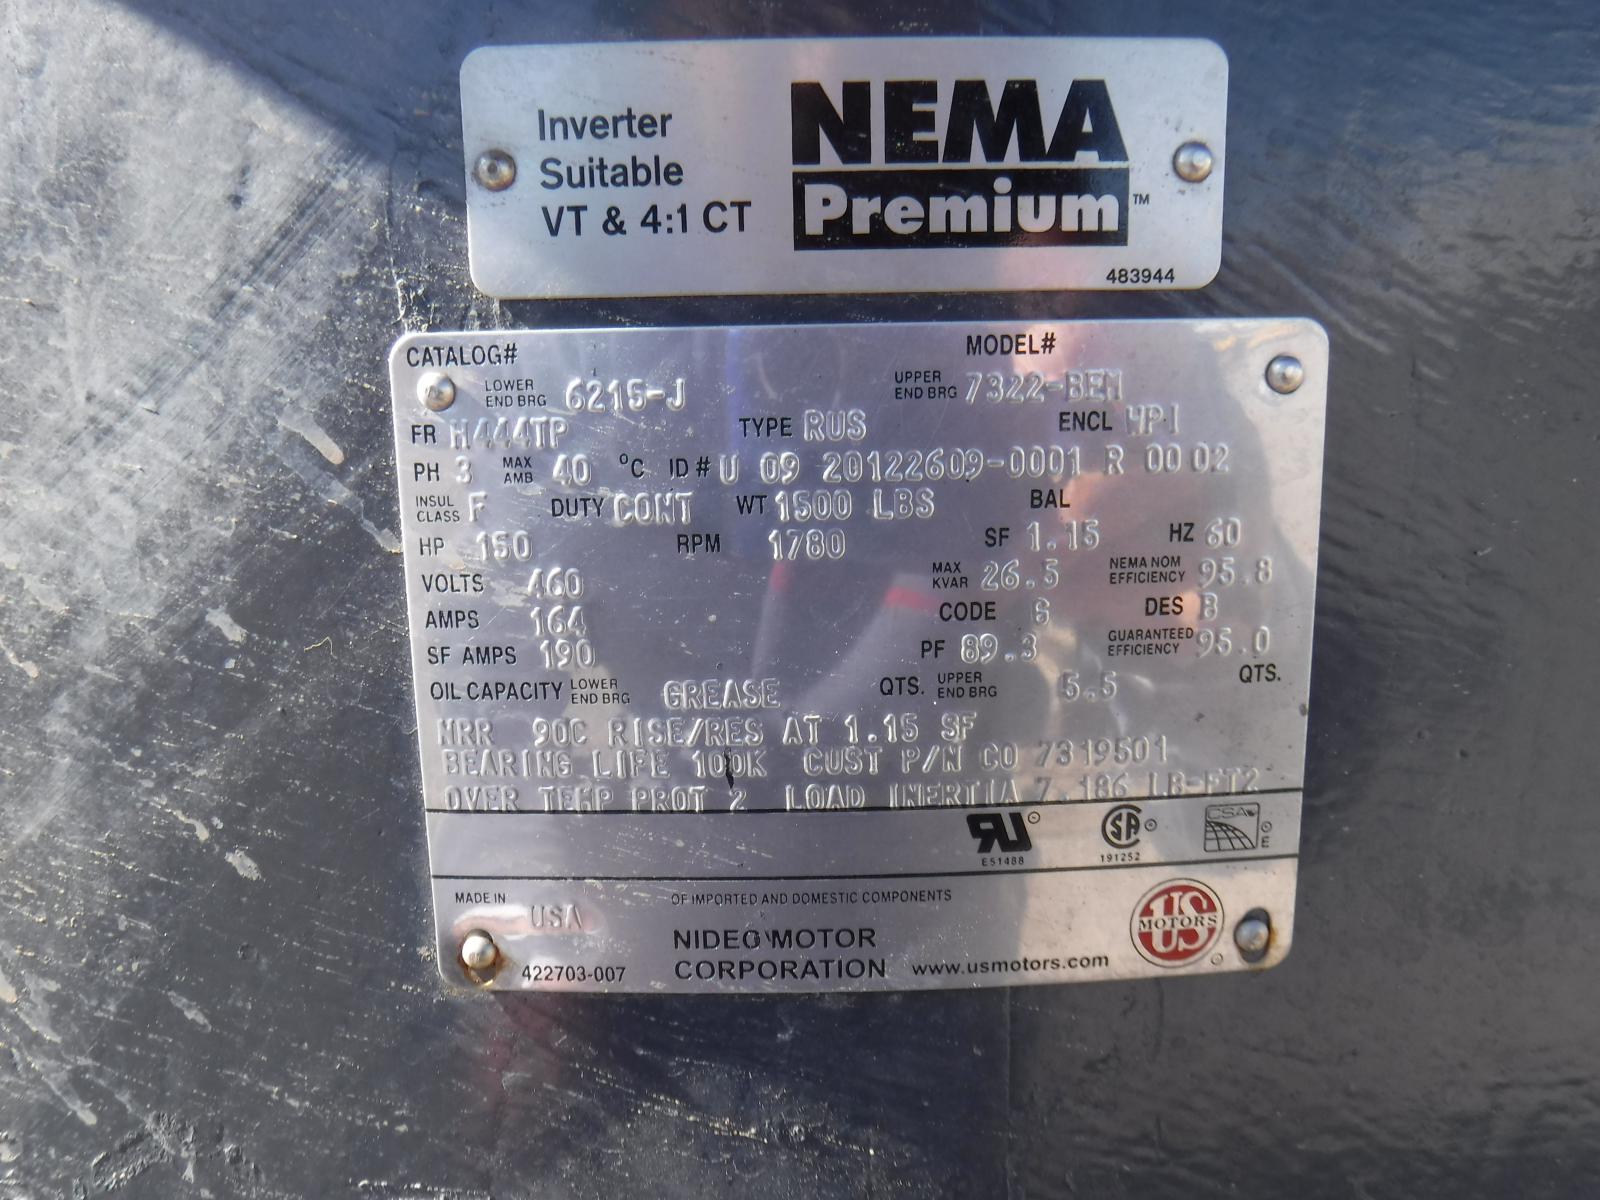 Inverter
Suitable
VT & 4:1 CT
NEMA
Premium™
483944
CATALOG# MODEL#
LOWER END BRG 6215-J UPPER END BRG 7322-BEM
FR H444TP TYPE RUS ENCL WP-I
PH 3 MAX AMB 40 °C ID# U 09 20122609-0001 R 0002
INSUL CLASS F DUTY CONT WT 1500 LBS BAL
HP 150 RPM 1780 SF 1.15 HZ 60
VOLTS 460 MAX KVAR 26.5 NEMA NOM EFFICIENCY 95.8
AMPS 164 CODE G DES B
SF AMPS 190 PF 89.3 GUARANTEED EFFICIENCY 95.0
OIL CAPACITY LOWER END BRG GREASE QTS. UPPER END BRG 5.5 QTS.
NRR 90C RISE/RES AT 1.15 SF
BEARING LIFE 100K CUST P/N CO 7319501
OVER TEMP PROT 2 LOAD INERTIA 7.186 LB-FT2
RU E51488
SA 191252
CSA E
MADE IN USA OF IMPORTED AND DOMESTIC COMPONENTS
422703-007
NIDEC MOTOR
CORPORATION www.usmotors.com
US MOTORS